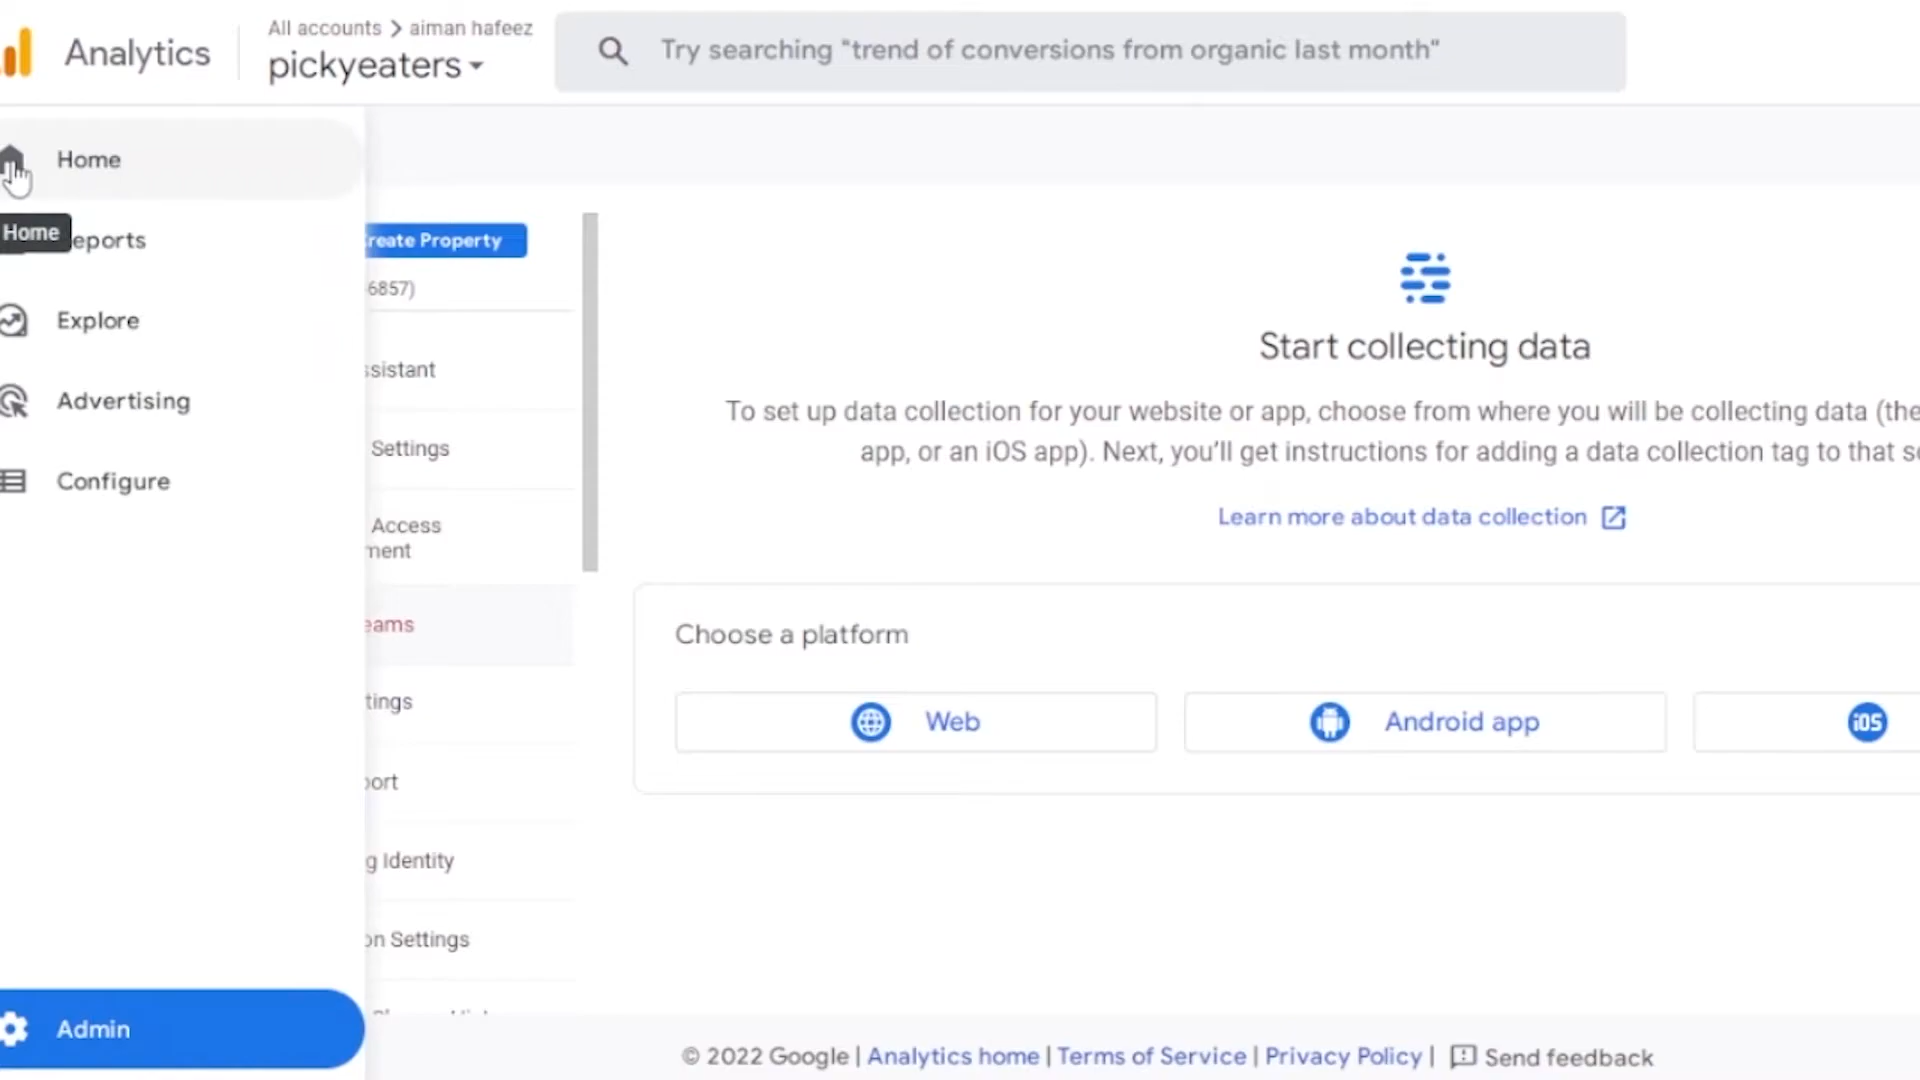 Analytics
All accounts > aiman hafeez
pickyeaters
Try searching "trend of conversions from organic last month"
Home
Home
eports
Explore
Advertising
Configure
Admin
reate Property
6857)
ssistant
Settings
Access
ment
eams
tings
port
g Identity
on Settings
Start collecting data
To set up data collection for your website or app, choose from where you will be collecting data (the
app, or an iOS app). Next, you'll get instructions for adding a data collection tag to that so
Learn more about data collection
Choose a platform
Web
Android app
iOS
© 2022 Google | Analytics home | Terms of Service | Privacy Policy | Send feedback